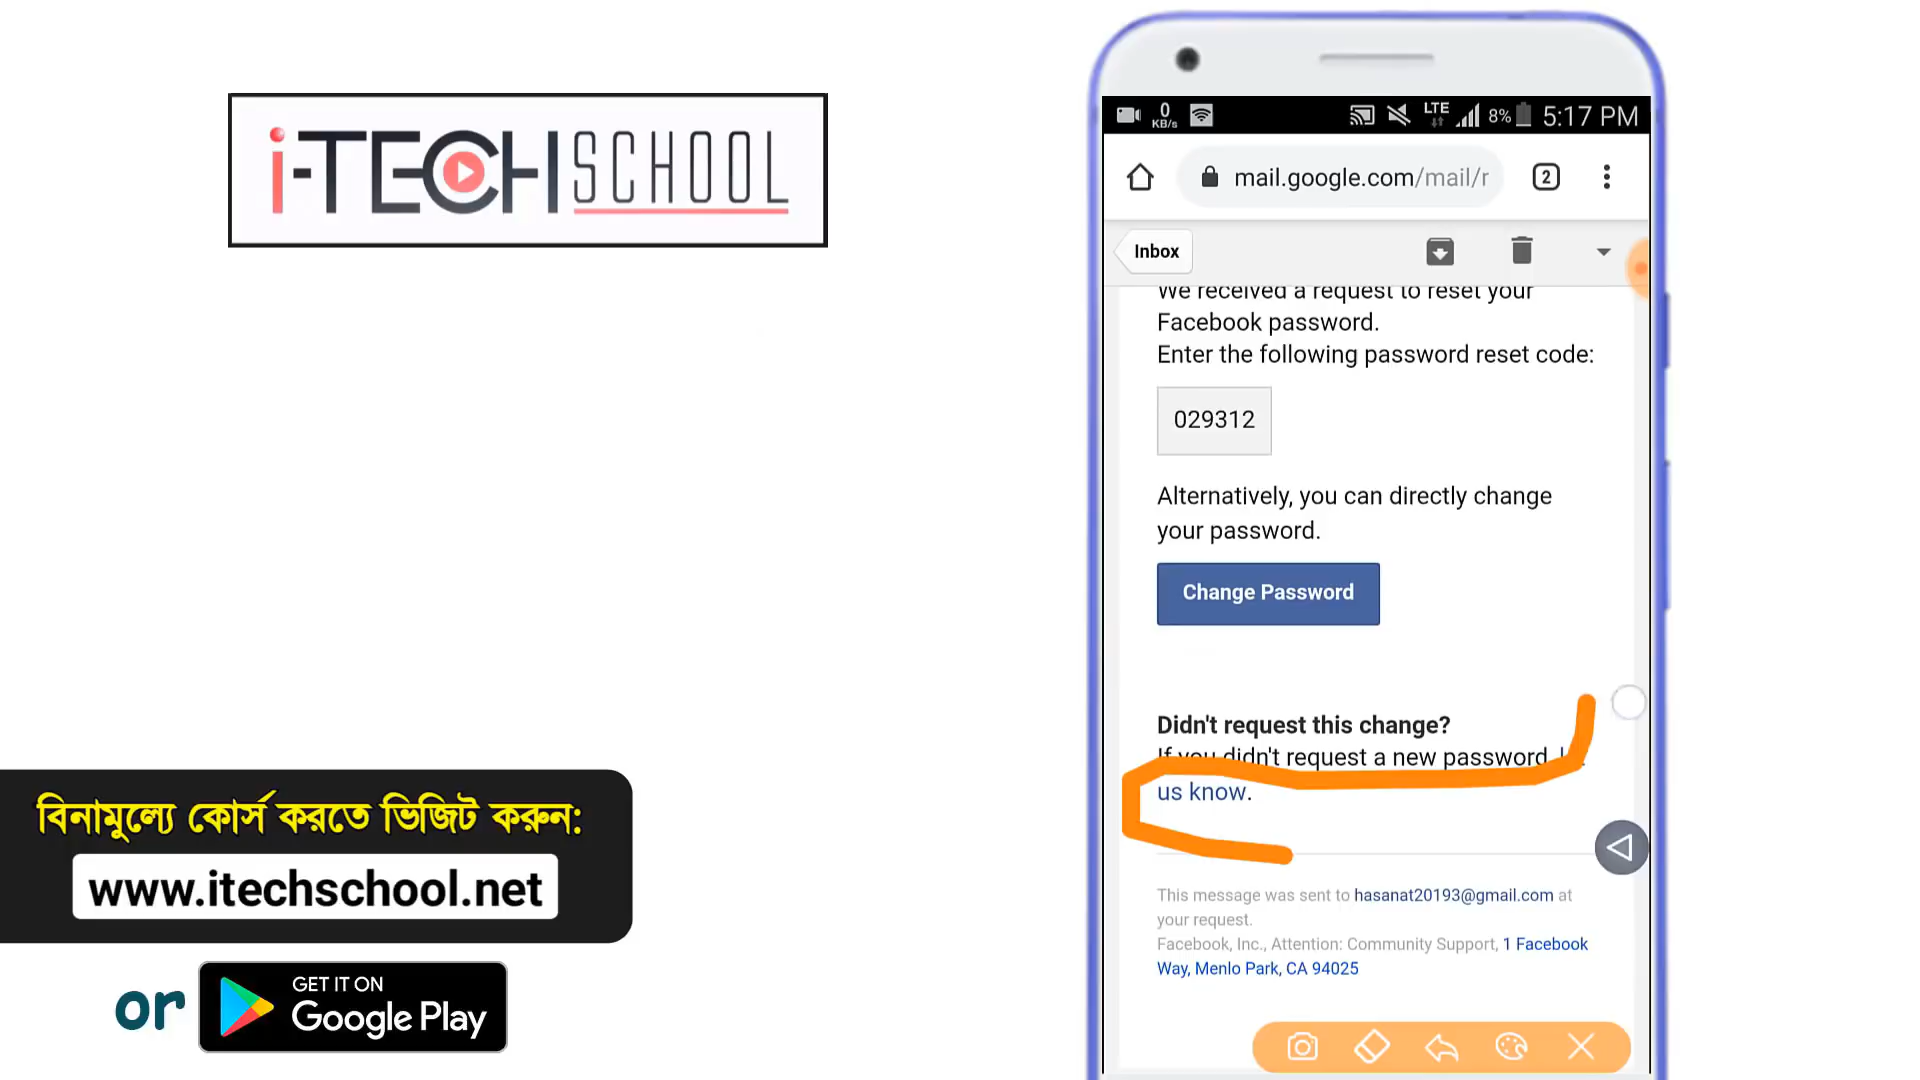 i-TECH SCHOOL
বিনামুল্যে কোর্স করতে ভিজিট করুন:
www.itechschool.net
or
GET IT ON
Google Play
0
KB/s
LTE
8%
5:17 PM
mail.google.com/mail/r
2
Inbox
We received a request to reset your
Facebook password.
Enter the following password reset code:
029312
Alternatively, you can directly change
your password.
Change Password
Didn't request this change?
If you didn't request a new password,
us know.
This message was sent to hasanat20193@gmail.com at
your request.
Facebook, Inc., Attention: Community Support, 1 Facebook
Way, Menlo Park, CA 94025